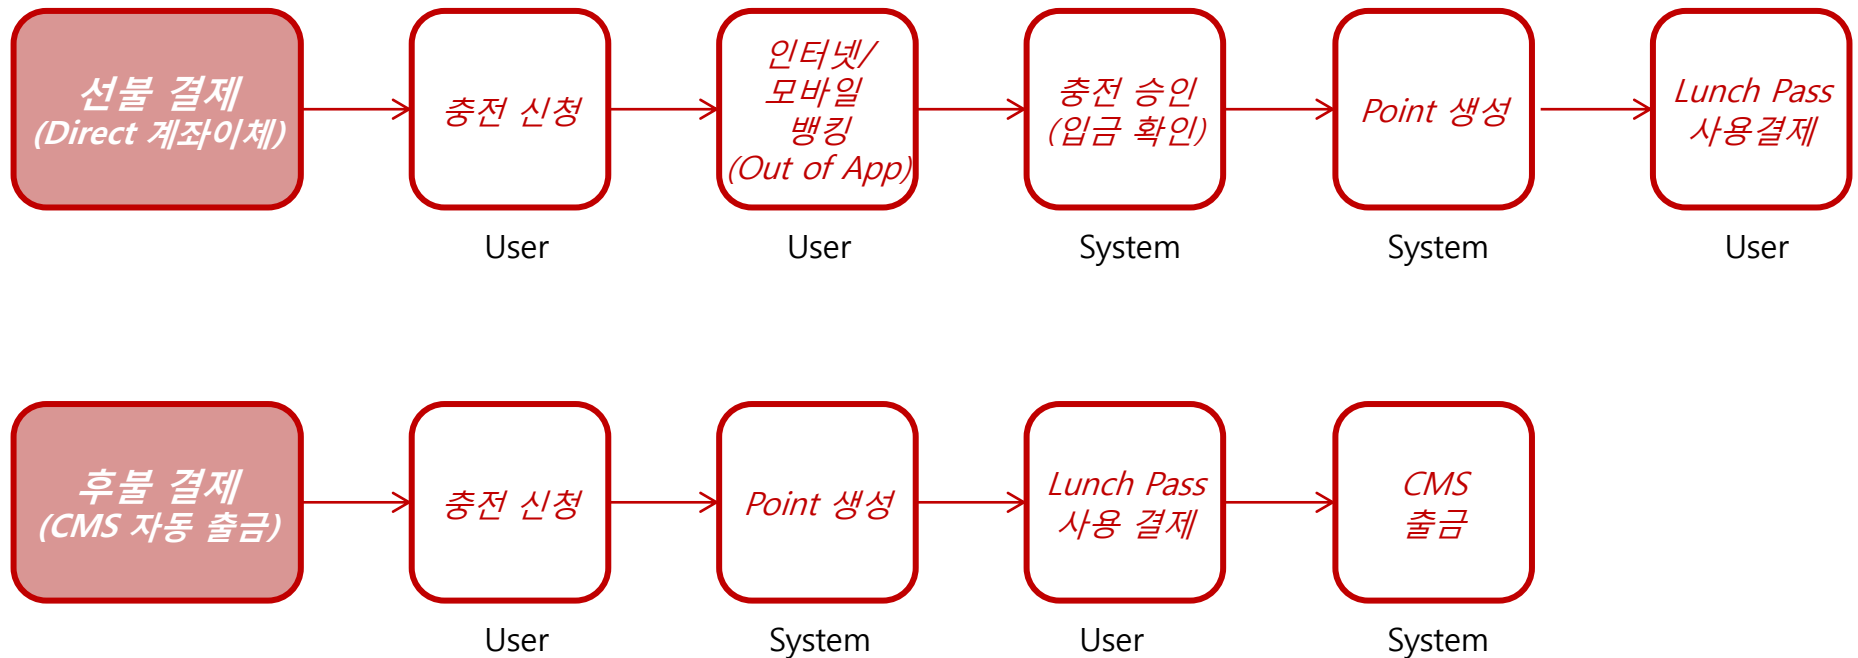 선불 결제
(Direct 계좌이체)
충전 신청
인터넷/
모바일
뱅킹
(Out of App)
충전 승인
(입금 확인)
Point 생성
Lunch Pass
사용결제
User
User
System
System
User
후불 결제
(CMS 자동 출금)
충전 신청
Point 생성
Lunch Pass
사용 결제
CMS
출금
User
System
User
System